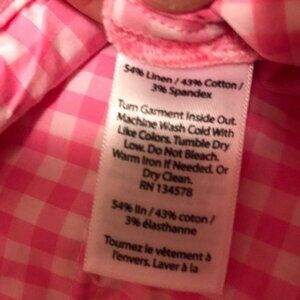 54% Linen / 43% Cotton /
3% Spandex
Turn Garment Inside Out.
Machine Wash Cold With
Like Colors. Tumble Dry
Low. Do Not Bleach.
Warm Iron If Needed. Or
Dry Clean.
RN 134578
54% lin / 43% coton /
3% élasthanne
Tournez le vêtement à
l'envers. Laver à la